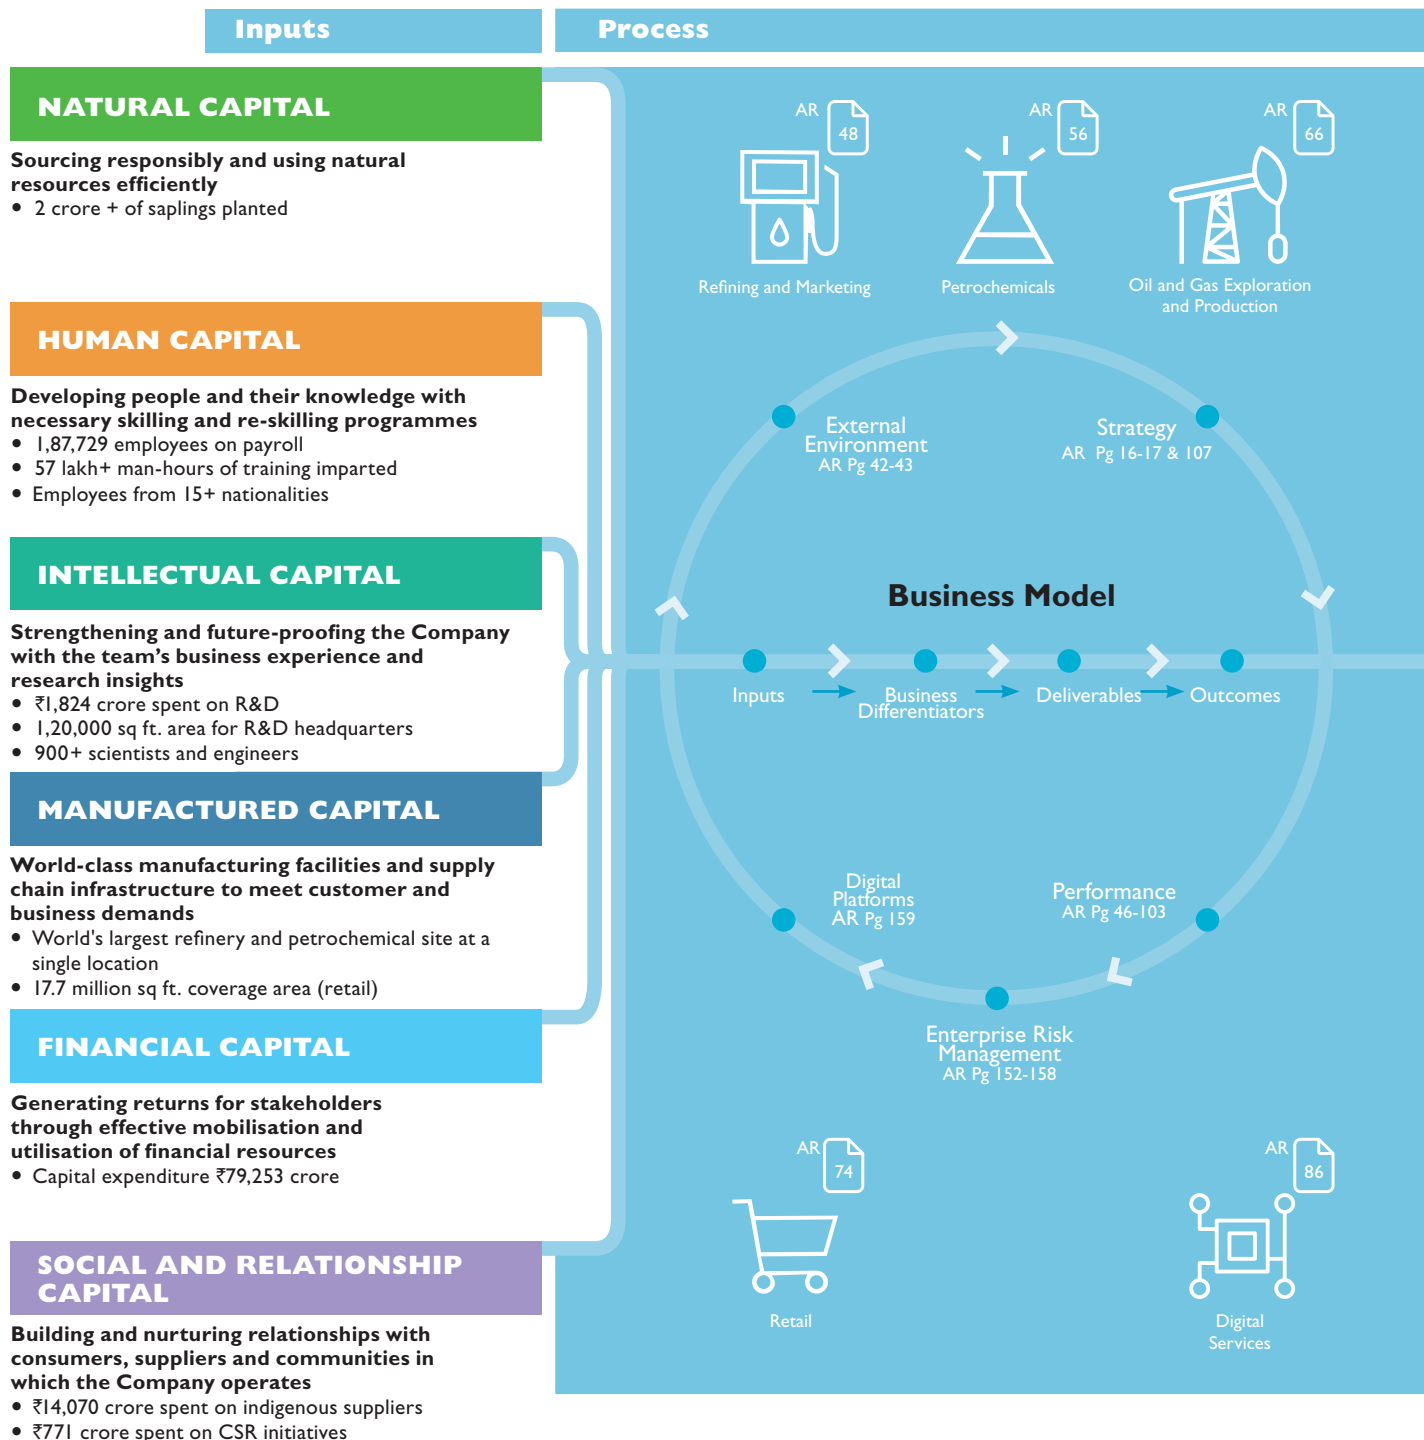 Inputs
Process
NATURAL CAPITAL
Sourcing responsibly and using natural
resources efficiently
• 2 crore + of saplings planted
HUMAN CAPITAL
Developing people and their knowledge with
necessary skilling and re-skilling programmes
• 1,87,729 employees on payroll
• 57 lakh+ man-hours of training imparted
• Employees from 15+ nationalities
INTELLECTUAL CAPITAL
Strengthening and future-proofing the Company
with the team’s business experience and
research insights
• ₹1,824 crore spent on R&D
• 1,20,000 sq ft. area for R&D headquarters
• 900+ scientists and engineers
MANUFACTURED CAPITAL
World-class manufacturing facilities and supply
chain infrastructure to meet customer and
business demands
• World's largest refinery and petrochemical site at a
single location
• 17.7 million sq ft. coverage area (retail)
FINANCIAL CAPITAL
Generating returns for stakeholders
through effective mobilisation and
utilisation of financial resources
• Capital expenditure ₹79,253 crore
SOCIAL AND RELATIONSHIP
CAPITAL
Building and nurturing relationships with
consumers, suppliers and communities in
which the Company operates
• ₹14,070 crore spent on indigenous suppliers
• ₹771 crore spent on CSR initiatives
AR 48
Refining and Marketing
AR 56
Petrochemicals
AR 66
Oil and Gas Exploration
and Production
External
Environment
AR Pg 42-43
Strategy
AR Pg 16-17 & 107
Business Model
Inputs
Business
Differentiators
Deliverables
Outcomes
Digital
Platforms
AR Pg 159
Performance
AR Pg 46-103
Enterprise Risk
Management
AR Pg 152-158
AR 74
Retail
AR 86
Digital
Services